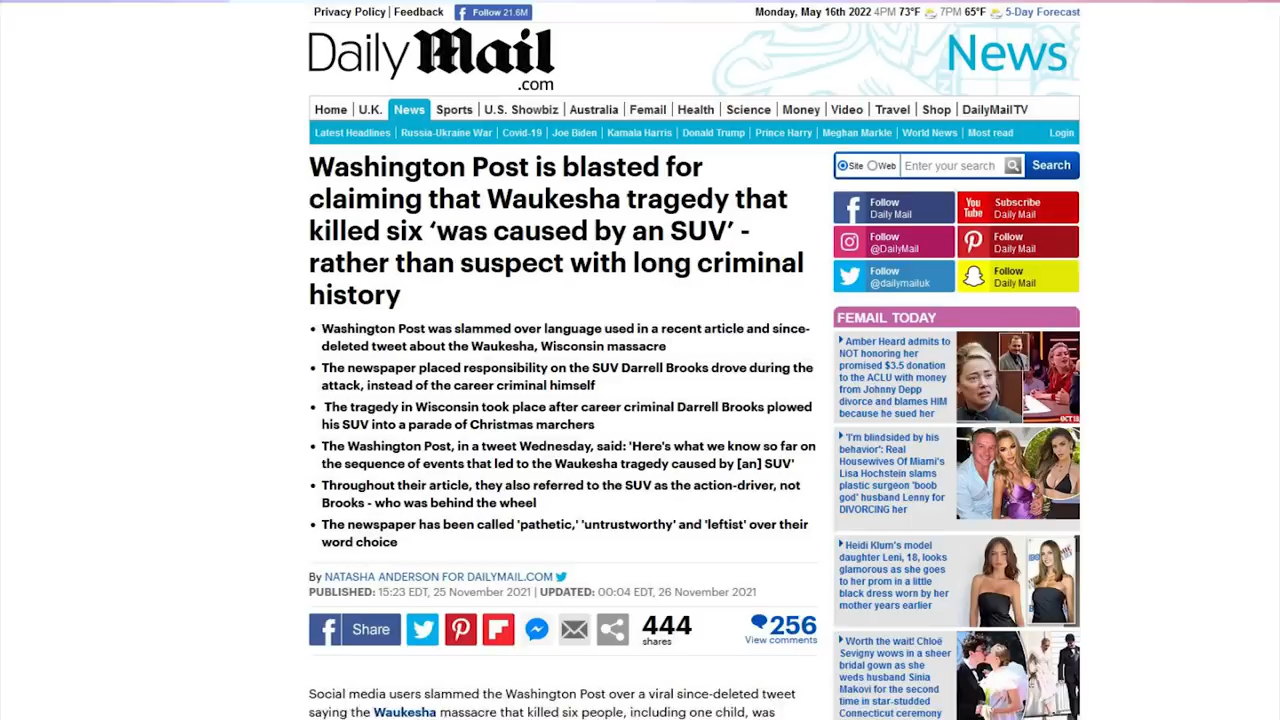 Privacy Policy | Feedback
Follow 21.6M
Monday, May 16th 2022 4PM 73°F 7PM 65°F 5-Day Forecast
Daily Mail
.com
News
Home | U.K. | News | Sports | U.S. Showbiz | Australia | Femail | Health | Science | Money | Video | Travel | Shop | DailyMailTV
Latest Headlines | Russia-Ukraine War | Covid-19 | Joe Biden | Kamala Harris | Donald Trump | Prince Harry | Meghan Markle | World News | Most read
Login
Washington Post is blasted for
claiming that Waukesha tragedy that
killed six ‘was caused by an SUV’ -
rather than suspect with long criminal
history
• Washington Post was slammed over language used in a recent article and since-
deleted tweet about the Waukesha, Wisconsin massacre
• The newspaper placed responsibility on the SUV Darrell Brooks drove during the
attack, instead of the career criminal himself
• The tragedy in Wisconsin took place after career criminal Darrell Brooks plowed
his SUV into a parade of Christmas marchers
• The Washington Post, in a tweet Wednesday, said: 'Here's what we know so far on
the sequence of events that led to the Waukesha tragedy caused by [an] SUV'
• Throughout their article, they also referred to the SUV as the action-driver, not
Brooks - who was behind the wheel
• The newspaper has been called 'pathetic,' 'untrustworthy' and 'leftist' over their
word choice
By NATASHA ANDERSON FOR DAILYMAIL.COM
PUBLISHED: 15:23 EDT, 25 November 2021 | UPDATED: 00:04 EDT, 26 November 2021
Share
444
shares
256
View comments
Social media users slammed the Washington Post over a viral since-deleted tweet
saying the Waukesha massacre that killed six people, including one child, was
Site Web Enter your search Search
Follow
Daily Mail
You
Tube
Subscribe
Daily Mail
Follow
@DailyMail
Follow
Daily Mail
Follow
@dailymailuk
Follow
Daily Mail
FEMAIL TODAY
Amber Heard admits to
NOT honoring her
promised $3.5 donation
to the ACLU with money
from Johnny Depp
divorce and blames HIM
because he sued her
'I'm blindsided by his
behavior': Real
Housewives Of Miami's
Lisa Hochstein slams
plastic surgeon 'boob
god' husband Lenny for
DIVORCING her
Heidi Klum's model
daughter Leni, 18, looks
glamorous as she goes
to her prom in a little
black dress worn by her
mother years earlier
Worth the wait! Chloë
Sevigny wows in a sheer
bridal gown as she
weds husband Sinia
Makovi for the second
time in star-studded
Connecticut ceremony